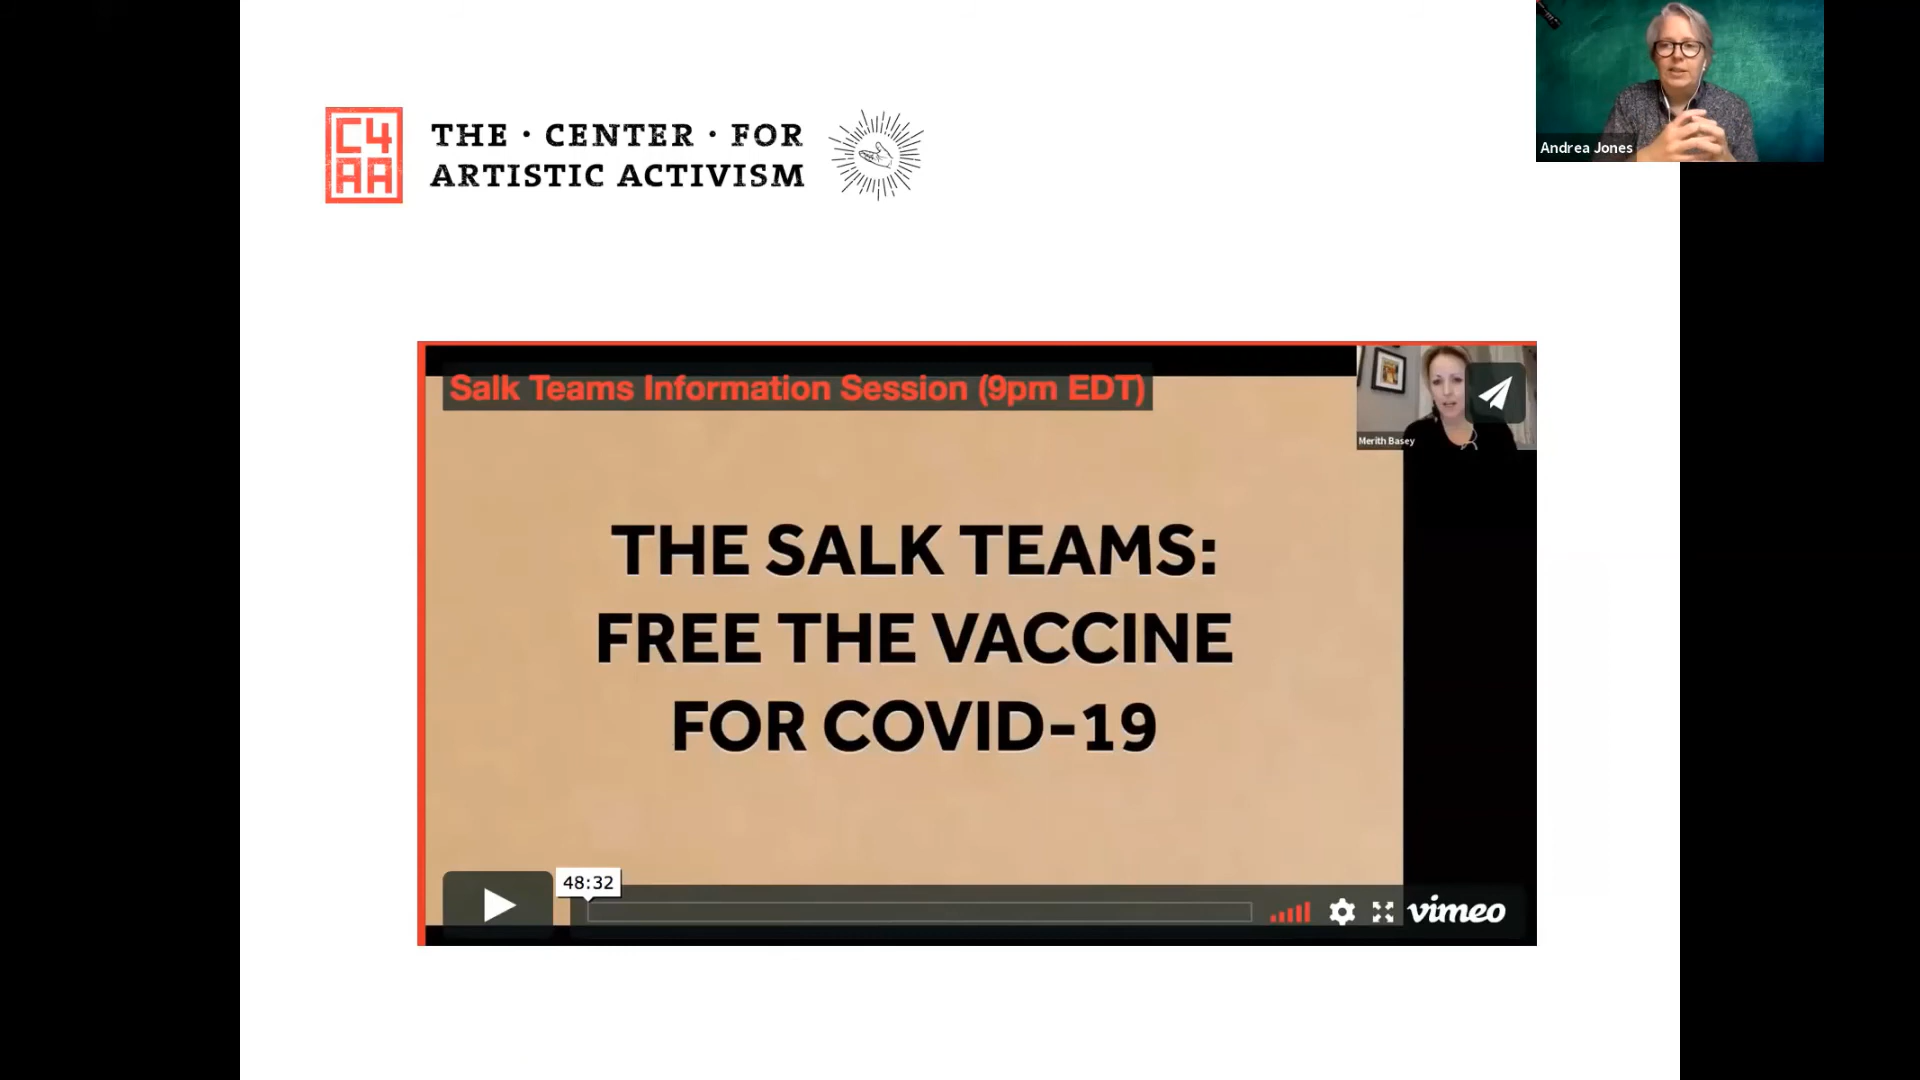 C4
AA
THE · CENTER · FOR
ARTISTIC ACTIVISM
Andrea Jones
Salk Teams Information Session (9pm EDT)
Merith Basey
THE SALK TEAMS:
FREE THE VACCINE
FOR COVID-19
48:32
vimeo